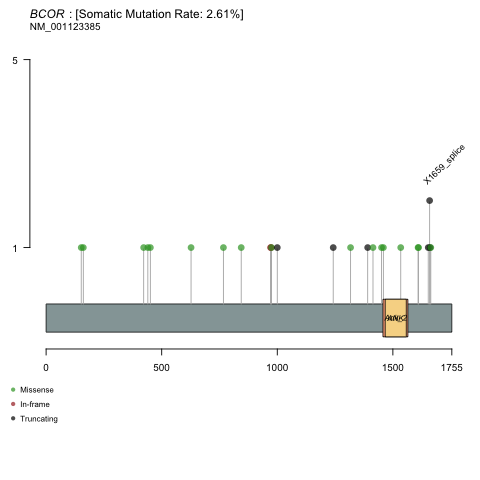 BCOR : [Somatic Mutation Rate: 2.61%]
NM_001123385
5
X1659_splice
1
0 500 1000 1500 1755
Missense
In-frame
Truncating